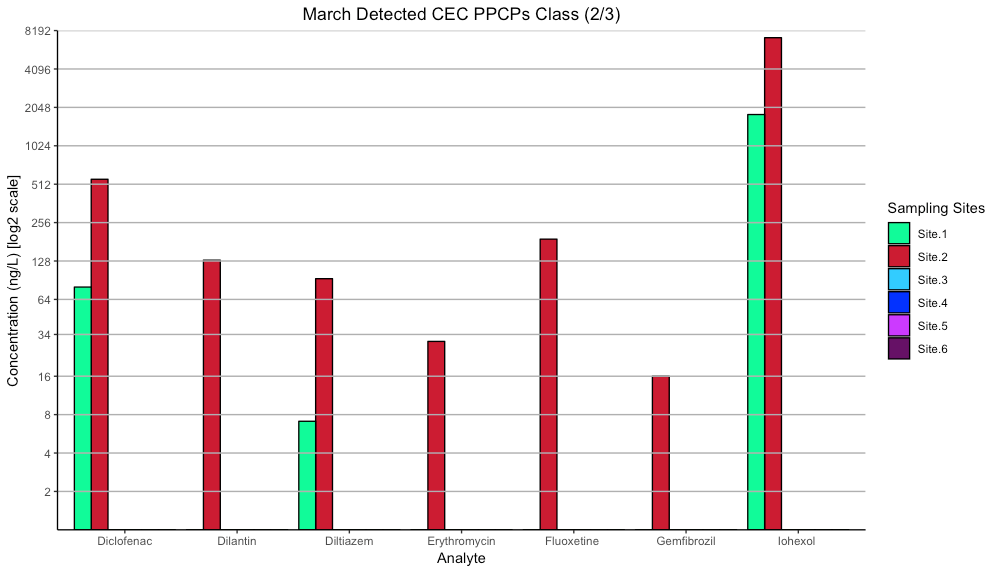 March Detected CEC PPCPs Class (2/3)
Concentration (ng/L) [log2 scale]
8192
4096
2048
1024
512
256
128
64
34
16
8
4
2
Diclofenac
Dilantin
Diltiazem
Erythromycin
Fluoxetine
Gemfibrozil
Iohexol
Analyte
Sampling Sites
Site.1
Site.2
Site.3
Site.4
Site.5
Site.6